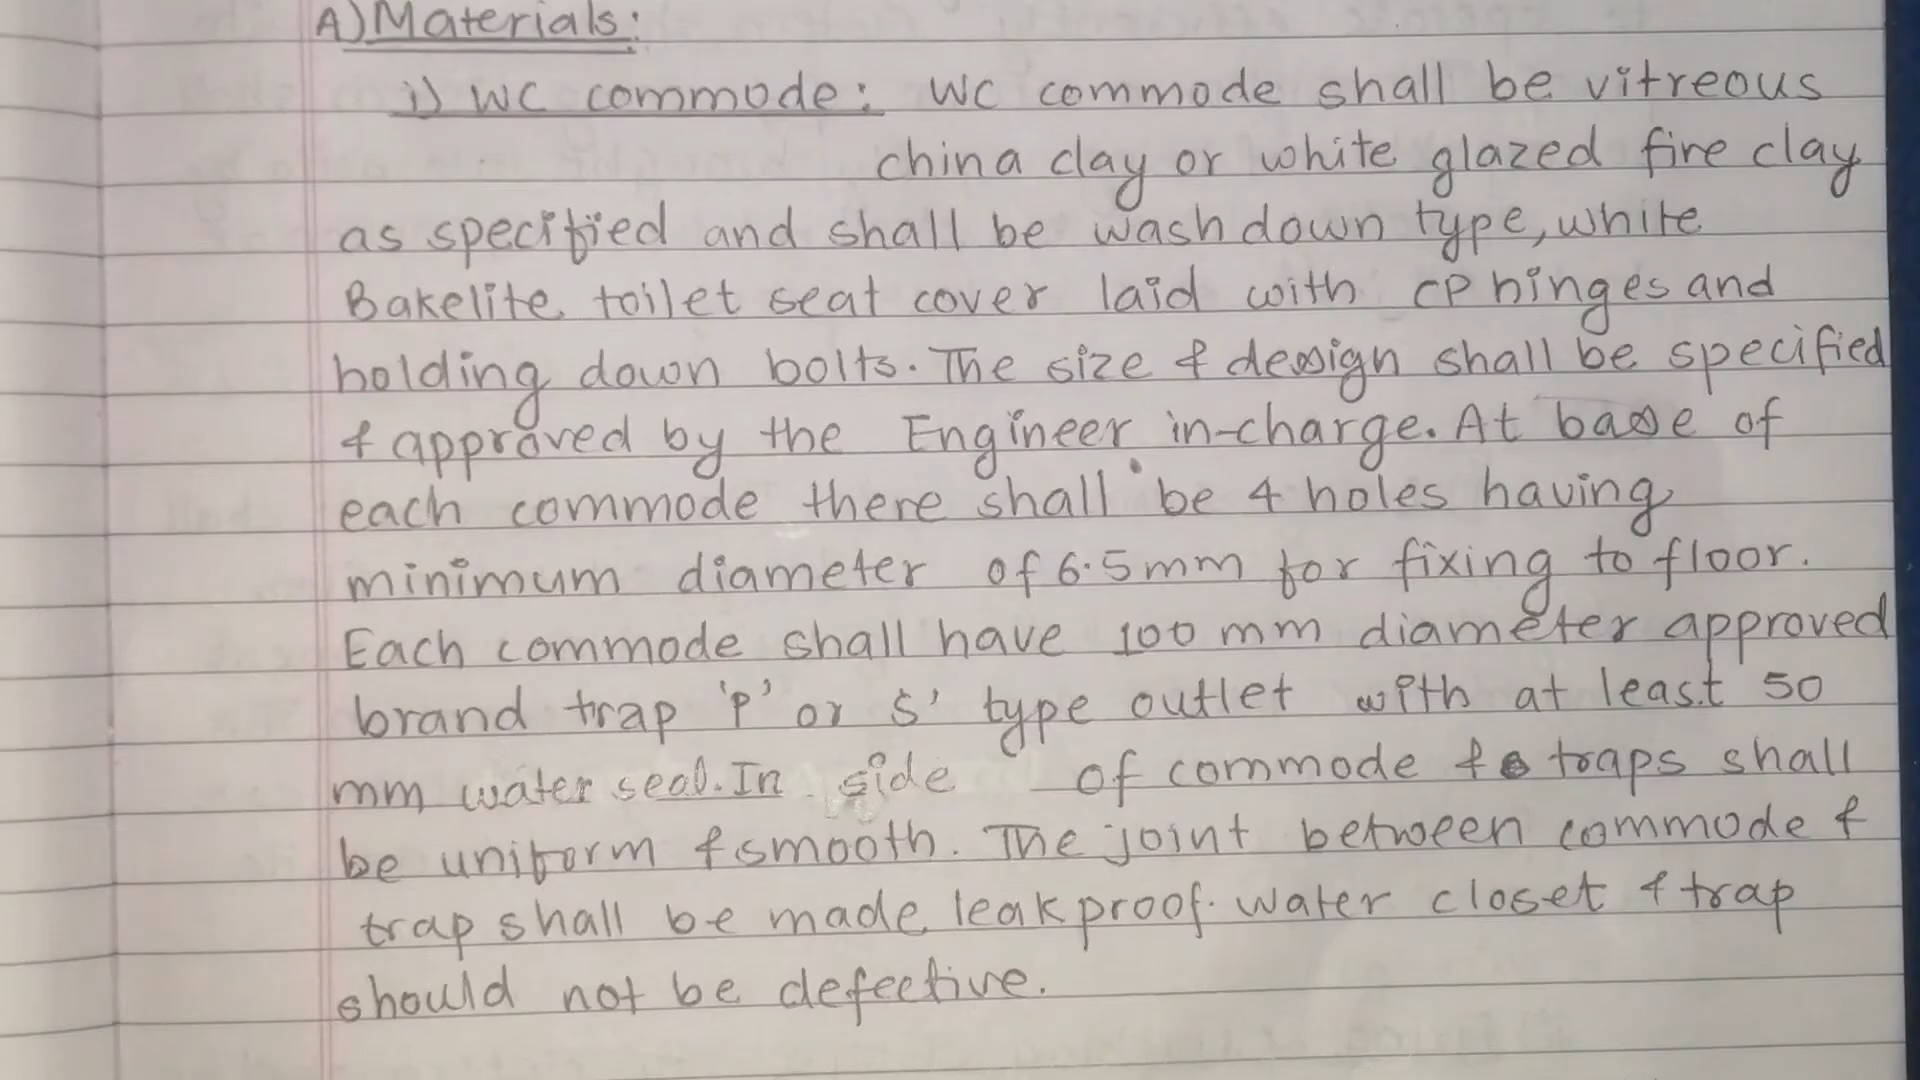 A) Materials:
i) WC commode: WC commode shall be vitreous
china clay or white glazed fire clay
as specified and shall be wash down type, white
Bakelite toilet seat cover laid with CP hinges and
holding down bolts. The size & design shall be specified
& approved by the Engineer in-charge. At base of
each commode there shall be 4 holes having
minimum diameter of 6.5mm for fixing to floor.
Each commode shall have 100 mm diameter approved
brand trap 'P' or S' type outlet with at least 50
mm water seal. In side of commode & traps shall
be uniform & smooth. The joint between commode &
trap shall be made leak proof. Water closet & trap
should not be defective.